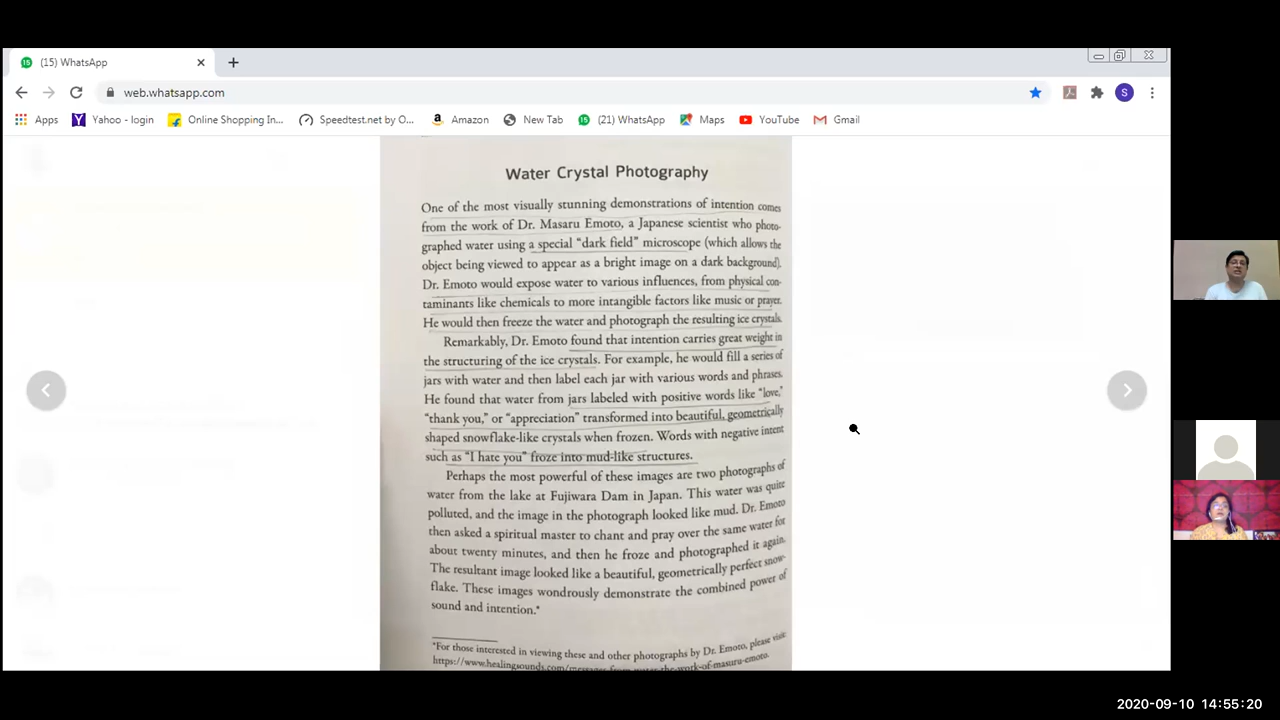 (15) WhatsApp
web.whatsapp.com
S
Apps
Yahoo - login
Online Shopping In...
Speedtest.net by O...
Amazon
New Tab
(21) WhatsApp
Maps
YouTube
Gmail
Water Crystal Photography
One of the most visually stunning demonstrations of intention comes
from the work of Dr. Masaru Emoto, a Japanese scientist who photo-
graphed water using a special “dark field” microscope (which allows the
object being viewed to appear as a bright image on a dark background).
Dr. Emoto would expose water to various influences, from physical con-
taminants like chemicals to more intangible factors like music or prayer.
He would then freeze the water and photograph the resulting ice crystals.
Remarkably, Dr. Emoto found that intention carries great weight in
the structuring of the ice crystals. For example, he would fill a series of
jars with water and then label each jar with various words and phrases.
He found that water from jars labeled with positive words like “love,”
“thank you,” or “appreciation” transformed into beautiful, geometrically
shaped snowflake-like crystals when frozen. Words with negative intent
such as “I hate you” froze into mud-like structures.
Perhaps the most powerful of these images are two photographs of
water from the lake at Fujiwara Dam in Japan. This water was quite
polluted, and the image in the photograph looked like mud. Dr. Emoto
then asked a spiritual master to chant and pray over the same water for
about twenty minutes, and then he froze and photographed it again.
The resultant image looked like a beautiful, geometrically perfect snow-
flake. These images wondrously demonstrate the combined power of
sound and intention.*
*For those interested in viewing these and other photographs by Dr. Emoto, please visit
https://www.healingsounds.com/messages-from-water-the-work-of-masaru-emoto.
2020-09-10 14:55:20